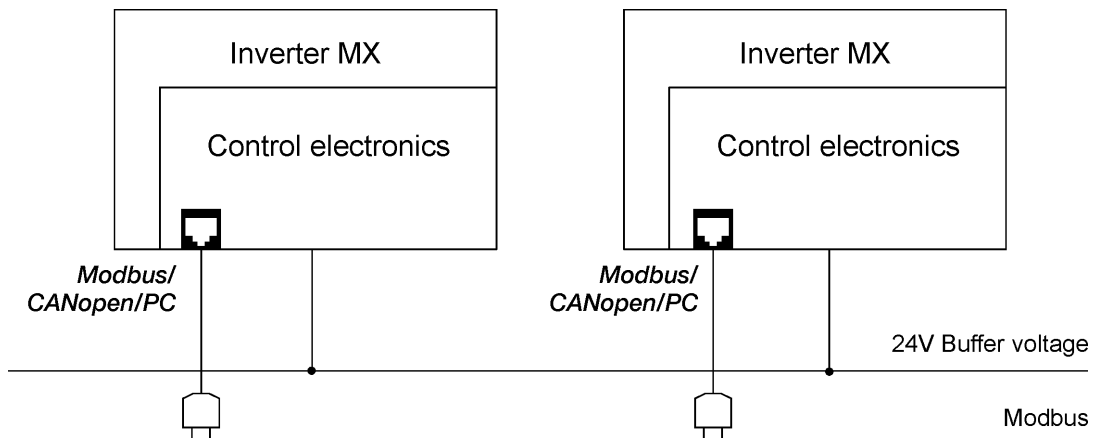 Inverter MX
Control electronics
Modbus/
CANopen/PC
Inverter MX
Control electronics
Modbus/
CANopen/PC
24V Buffer voltage
Modbus